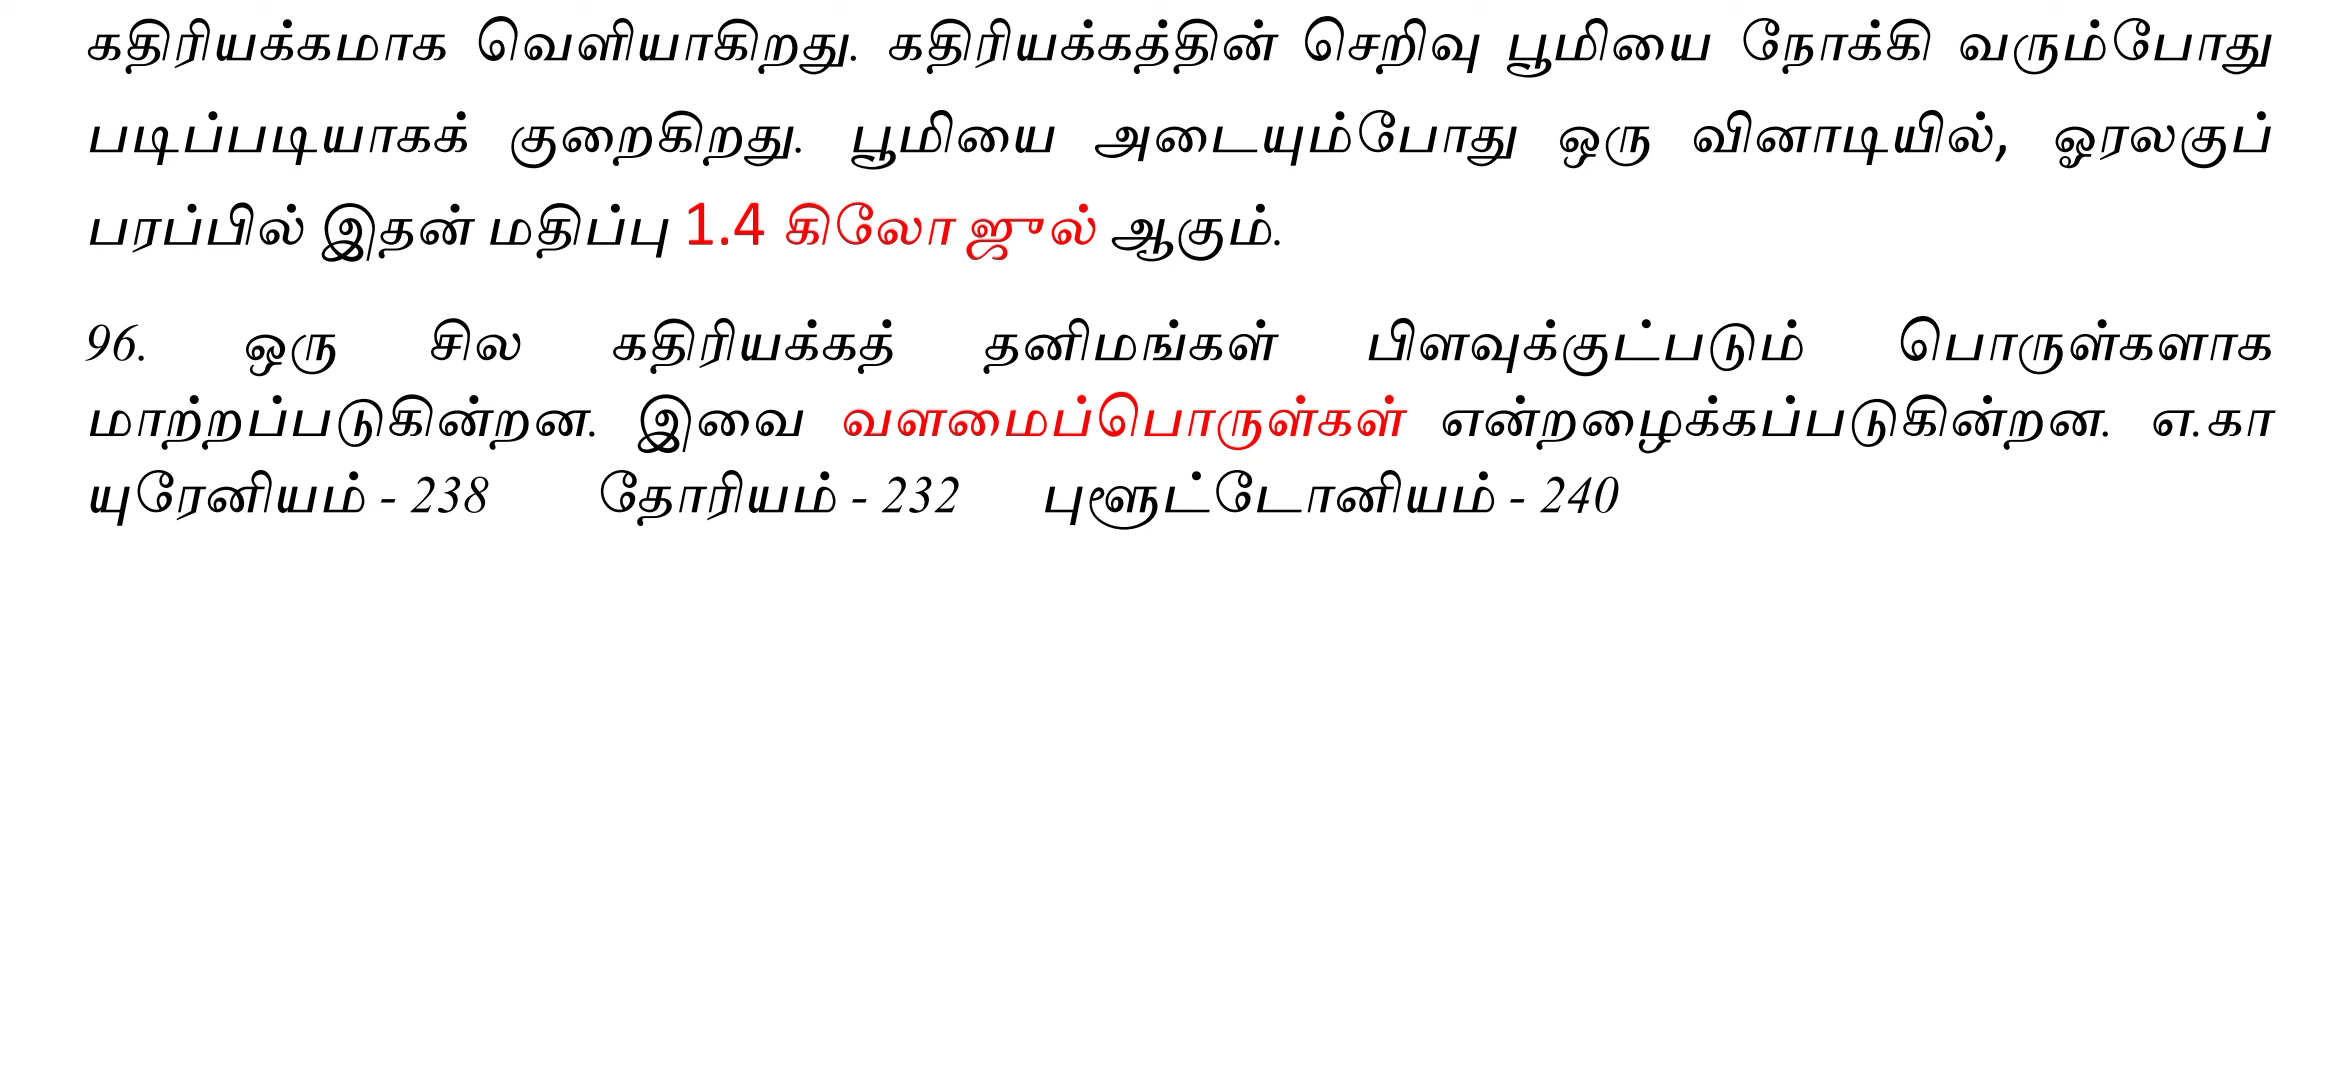 கதிரியக்கமாக வெளியாகிறது. கதிரியக்கத்தின் செறிவு பூமியை நோக்கி வரும்போது
படிப்படியாகக் குறைகிறது. பூமியை அடையும்போது ஒரு வினாடியில், ஓரலகுப்
பரப்பில் இதன் மதிப்பு 1.4 கிலோ ஜுல் ஆகும்.
96. ஒரு சில கதிரியக்கத் தனிமங்கள் பிளவுக்குட்படும் பொருள்களாக
மாற்றப்படுகின்றன. இவை வளமைப்பொருள்கள் என்றழைக்கப்படுகின்றன. எ.கா
யுரேனியம் - 238 தோரியம் - 232 புளூட்டோனியம் - 240